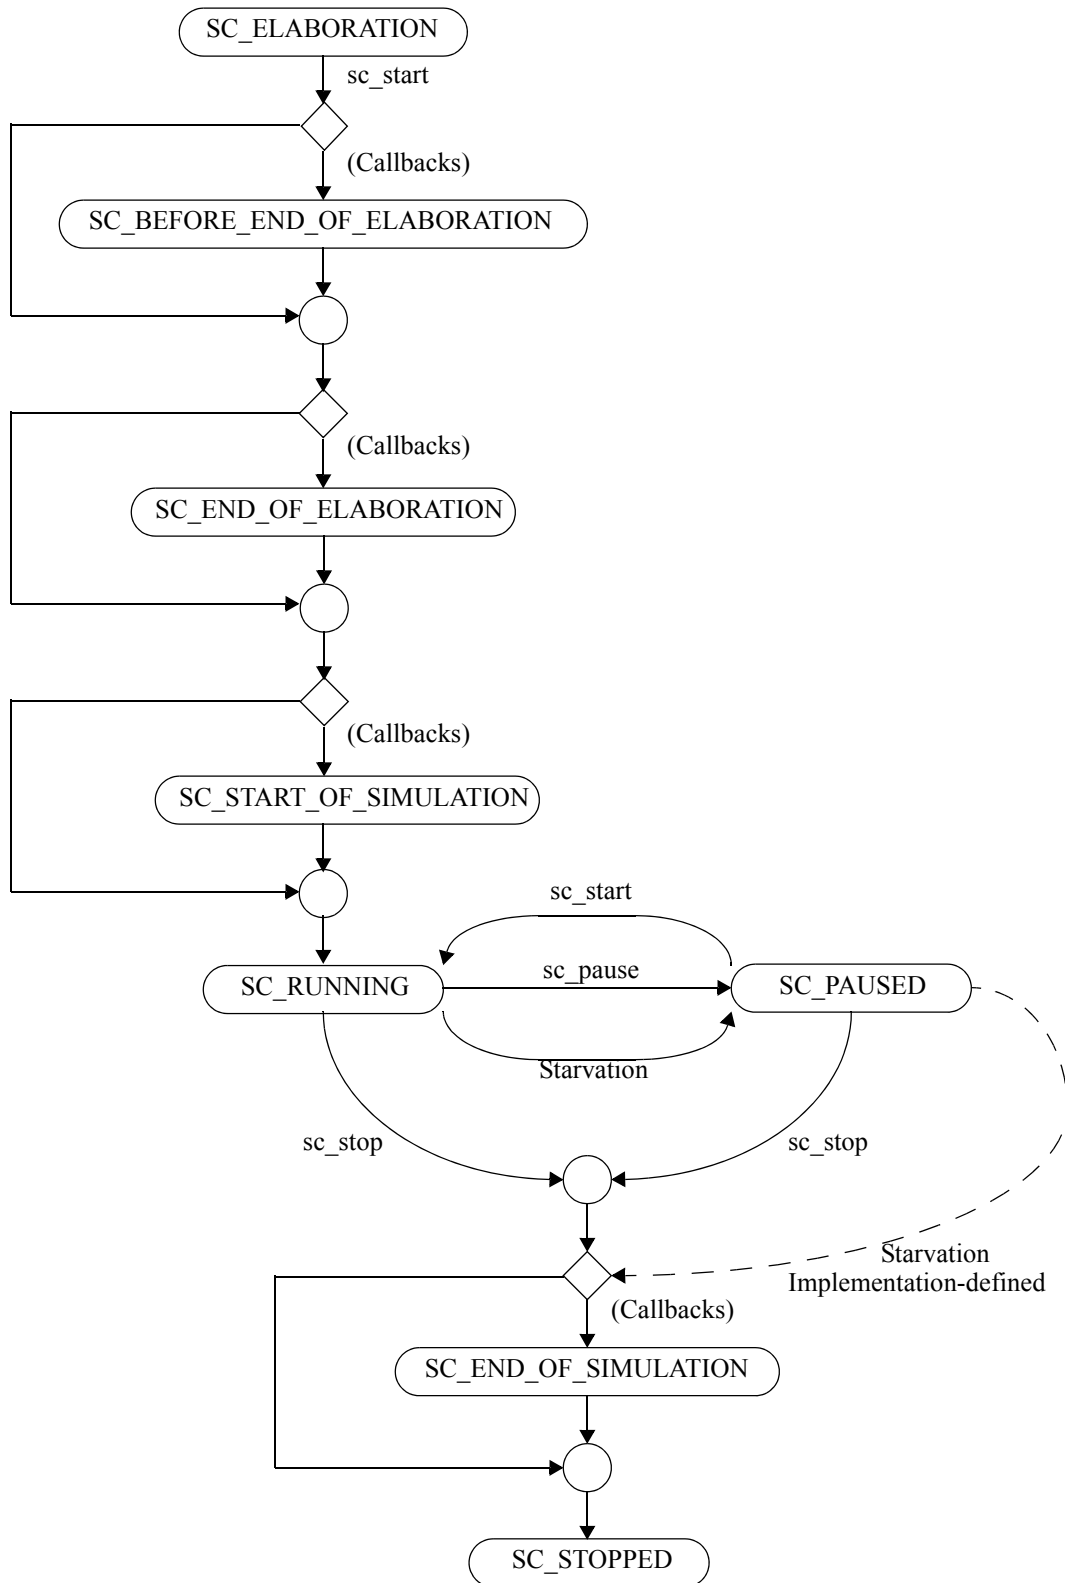 SC_ELABORATION
sc_start
(Callbacks)
SC_BEFORE_END_OF_ELABORATION
(Callbacks)
SC_END_OF_ELABORATION
(Callbacks)
SC_START_OF_SIMULATION
sc_start
SC_RUNNING
sc_pause
SC_PAUSED
Starvation
sc_stop
sc_stop
Starvation
Implementation-defined
(Callbacks)
SC_END_OF_SIMULATION
SC_STOPPED